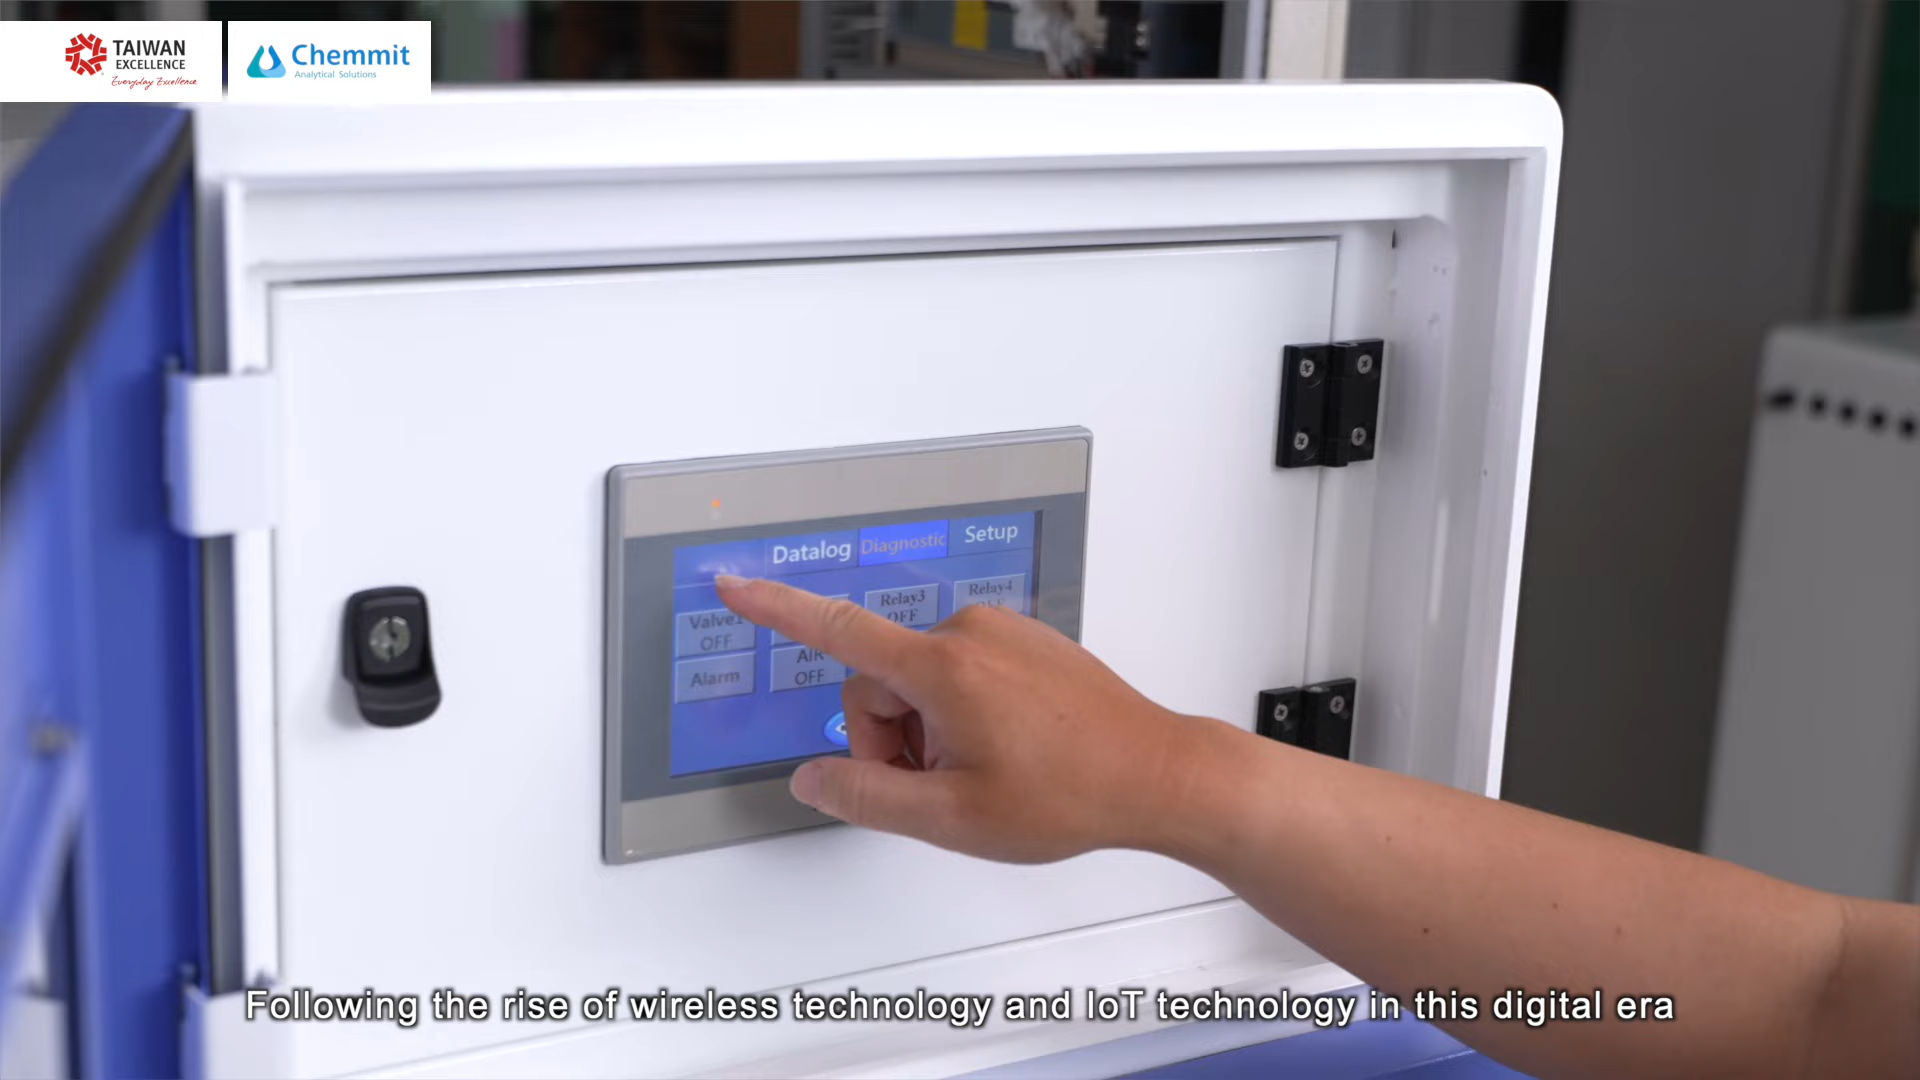 TAIWAN
EXCELLENCE
Everyday Excellence
Chemmit
Analytical Solutions
Datalog
Diagnostic
Setup
Valve1
OFF
Relay3
OFF
Relay4
OFF
Alarm
AIR
OFF
Following the rise of wireless technology and IoT technology in this digital era